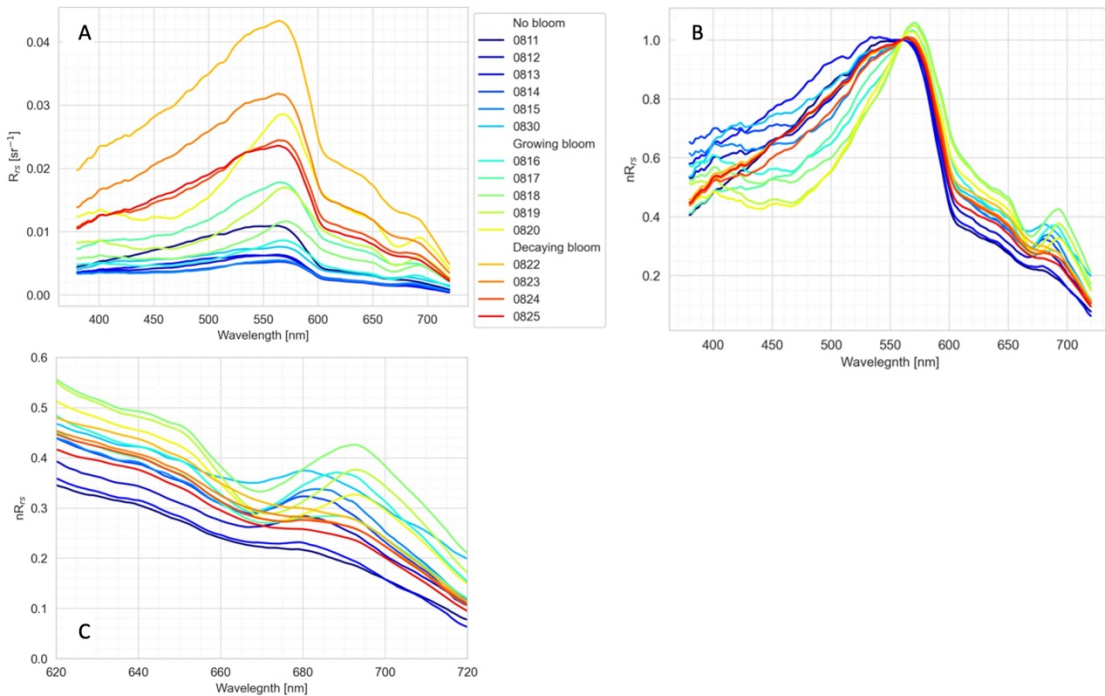 A
0.04
0.03
0.02
0.01
0.00
R_rs [sr⁻¹]
400 450 500 550 600 650 700
Wavelength [nm]
No bloom
0811
0812
0813
0814
0815
0830
Growing bloom
0816
0817
0818
0819
0820
Decaying bloom
0822
0823
0824
0825
B
1.0
0.8
0.6
0.4
0.2
nR_rs
400 450 500 550 600 650 700
Wavelegnth [nm]
0.6
0.5
0.4
0.3
0.2
0.1
0.0
nR_rs
C
620 640 660 680 700 720
Wavelegnth [nm]